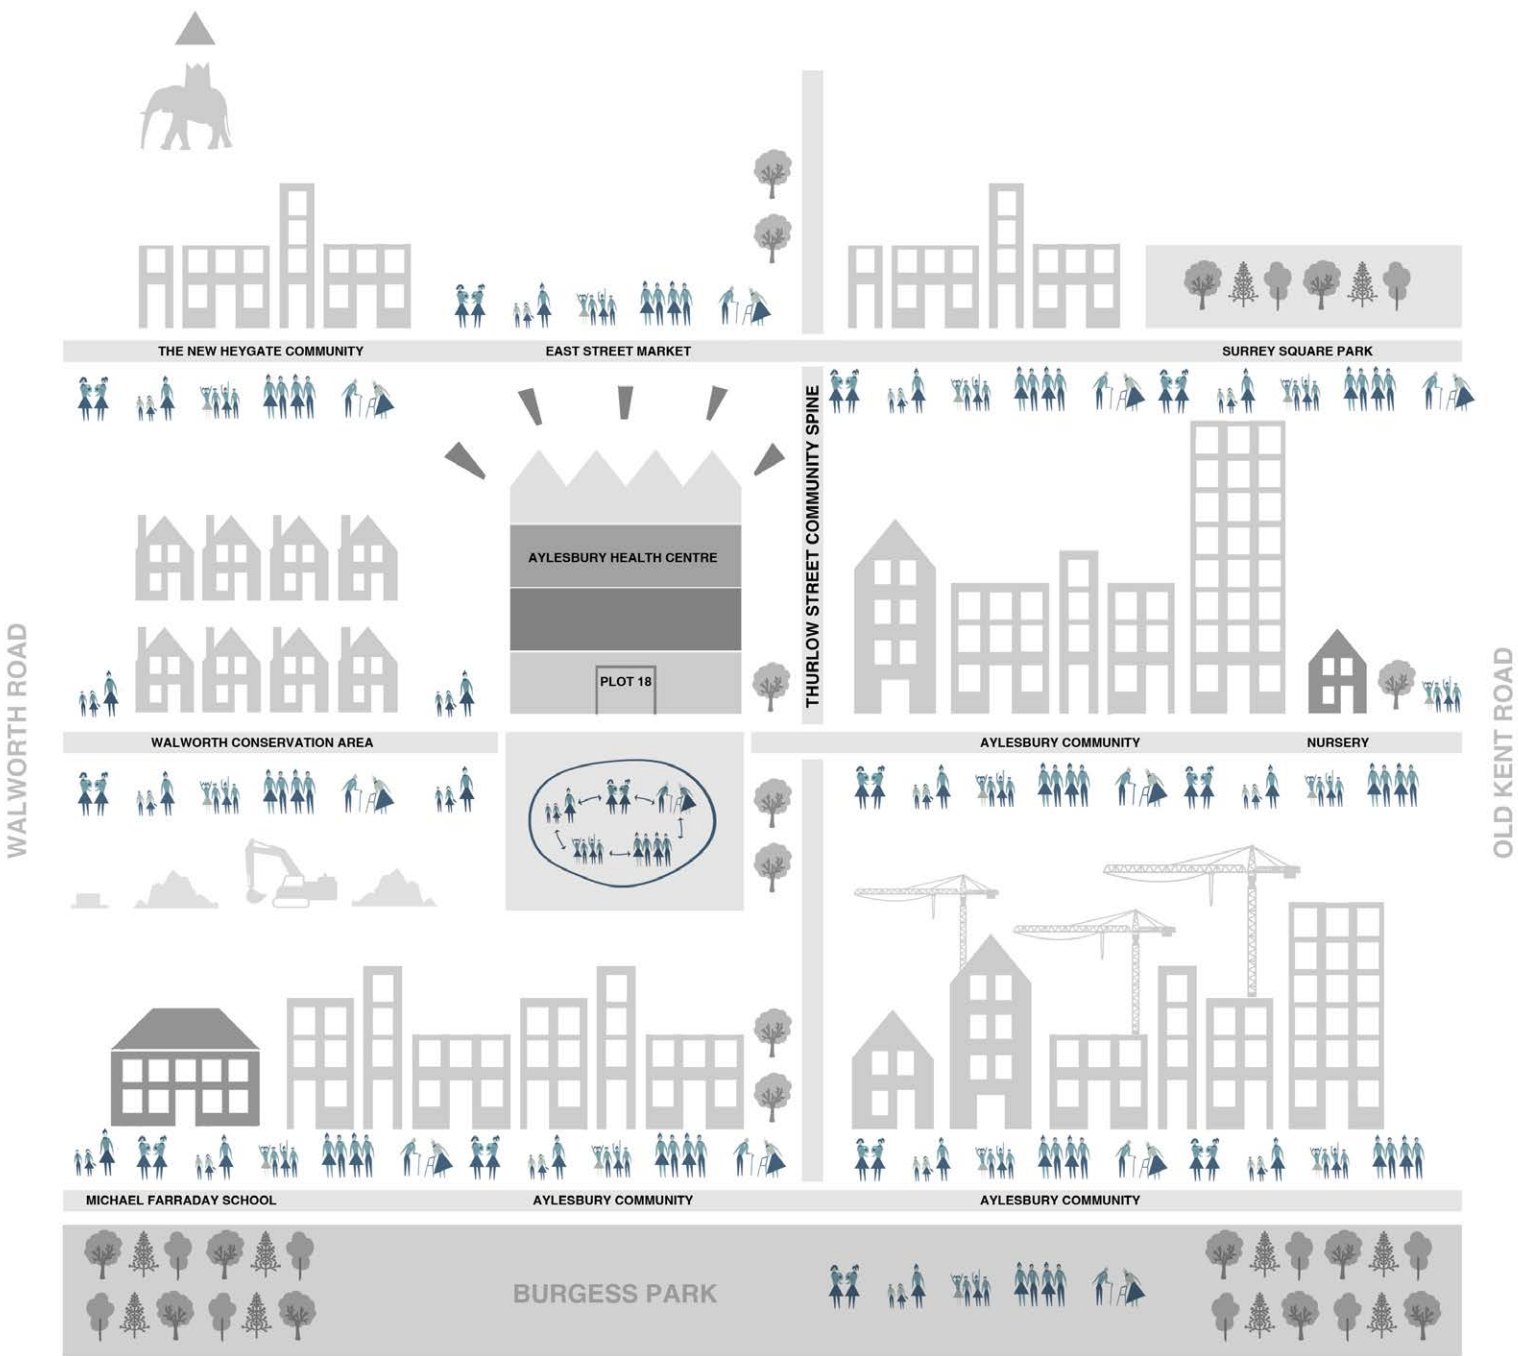 THE NEW HEYGATE COMMUNITY
EAST STREET MARKET
SURREY SQUARE PARK
THURLOW STREET COMMUNITY SPINE
AYLESBURY HEALTH CENTRE
PLOT 18
WALWORTH ROAD
OLD KENT ROAD
WALWORTH CONSERVATION AREA
AYLESBURY COMMUNITY
NURSERY
MICHAEL FARRADAY SCHOOL
AYLESBURY COMMUNITY
AYLESBURY COMMUNITY
BURGESS PARK